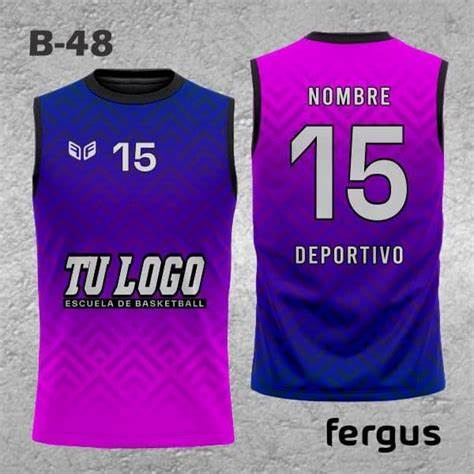 B-48
15
TU LOGO
ESCUELA DE BASKETBALL
NOMBRE
15
DEPORTIVO
fergus